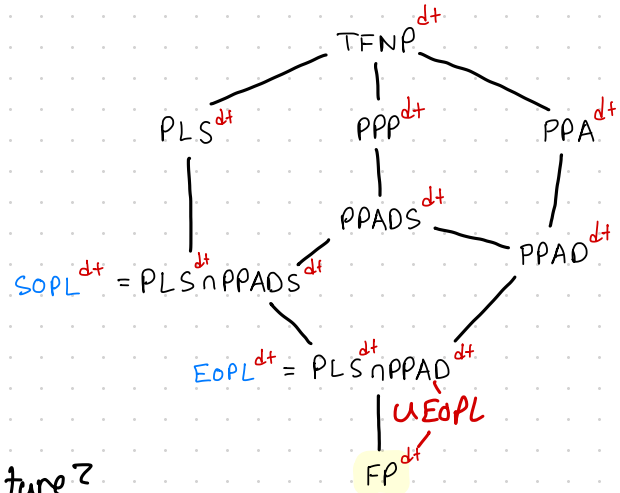 TFNP^dt
PLS^dt PPP^dt PPA^dt
PPADS^dt
PPAD^dt
SOPL^dt = PLS^dt ∩ PPADS^dt
EOPL^dt = PLS^dt ∩ PPAD^dt
UEOPL
FP^dt
type?